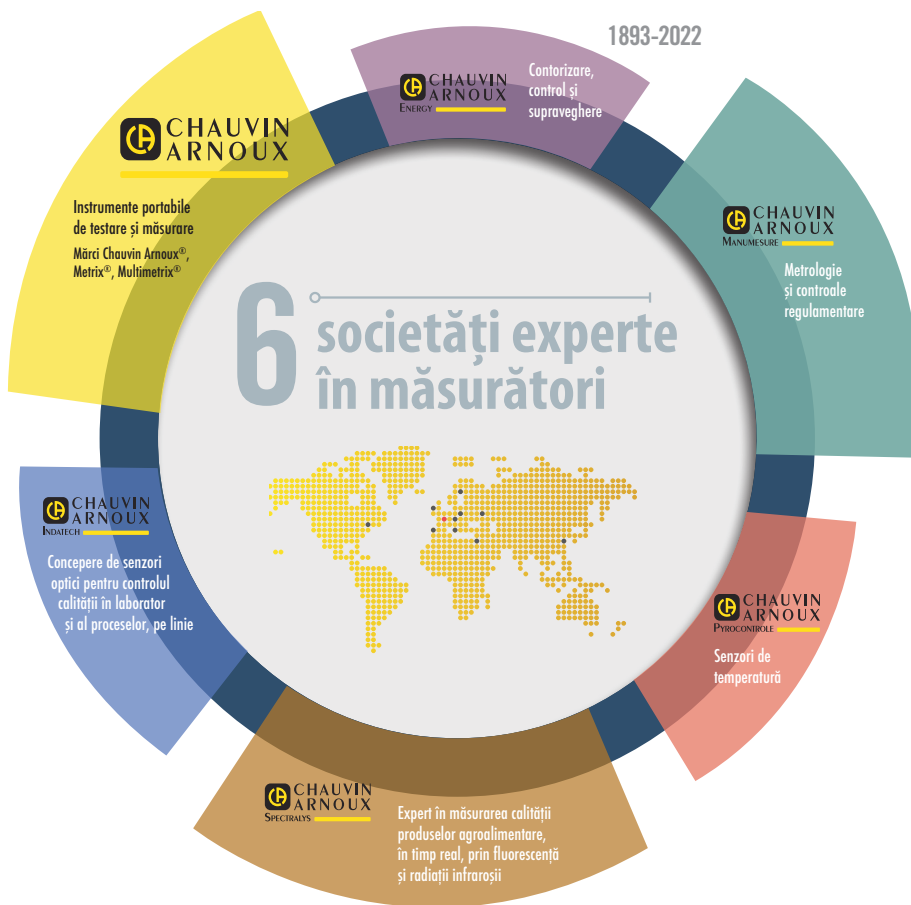 1893-2022
CHAUVIN
ARNOUX
Instrumente portabile
de testare și măsurare
Mărci Chauvin Arnoux®,
Metrix®, Multimetrix®
CHAUVIN
ARNOUX
ENERGY
Contorizare,
control și
supraveghere
CHAUVIN
ARNOUX
MANUMESURE
Metrologie
și controale
regulamentare
6 societăți experte
în măsurători
CHAUVIN
ARNOUX
INDATECH
Concepere de senzori
optici pentru controlul
calității în laborator
și al proceselor, pe linie
CHAUVIN
ARNOUX
PYROCONTROLE
Senzori de
temperatură
CHAUVIN
ARNOUX
SPECTRALYS
Expert în măsurarea calității
produselor agroalimentare,
în timp real, prin fluorescență
și radiații infraroșii